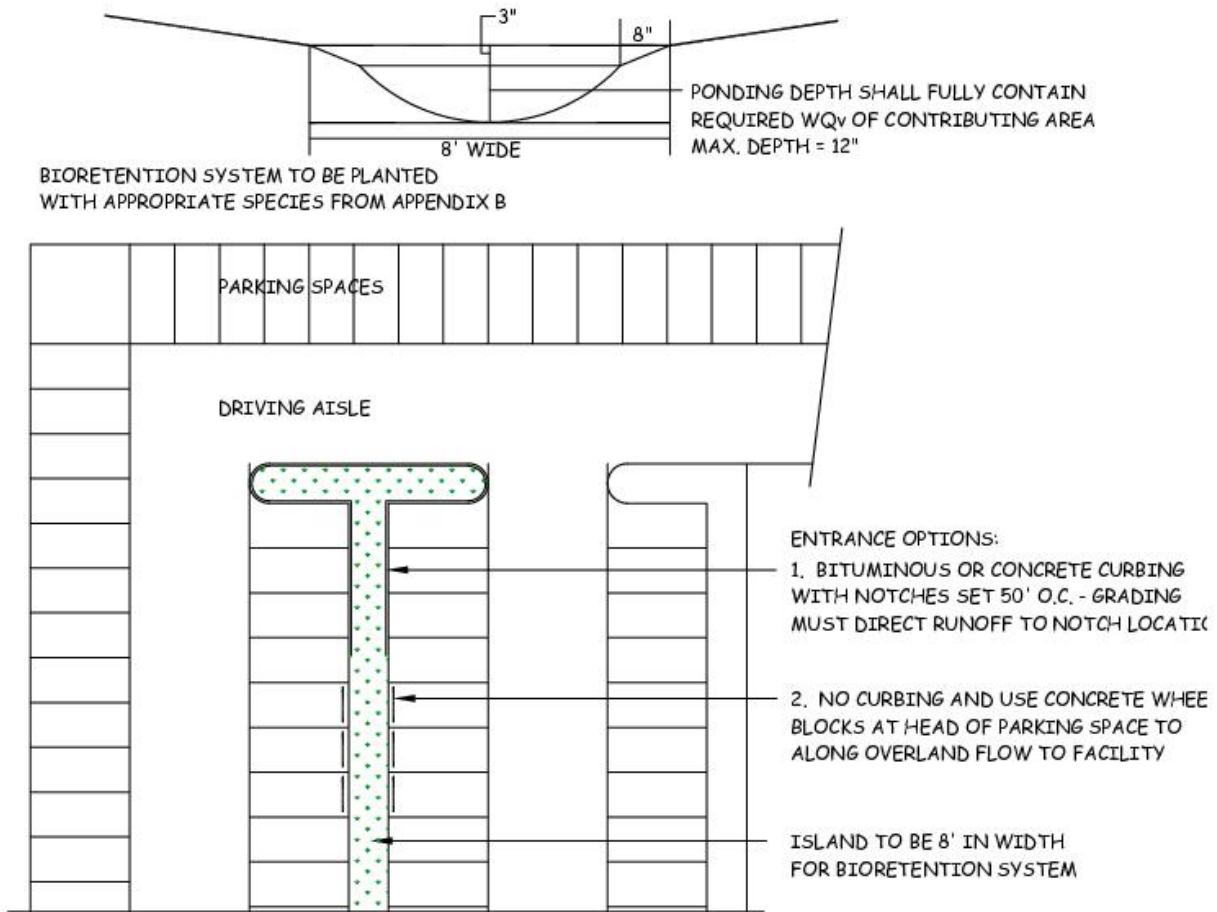 3"
8"
PONDING DEPTH SHALL FULLY CONTAIN
REQUIRED WQv OF CONTRIBUTING AREA
MAX. DEPTH = 12"
8' WIDE
BIORETENTION SYSTEM TO BE PLANTED
WITH APPROPRIATE SPECIES FROM APPENDIX B
PARKING SPACES
DRIVING AISLE
ENTRANCE OPTIONS:
1. BITUMINOUS OR CONCRETE CURBING
WITH NOTCHES SET 50' O.C. - GRADING
MUST DIRECT RUNOFF TO NOTCH LOCATIO
2. NO CURBING AND USE CONCRETE WHEE
BLOCKS AT HEAD OF PARKING SPACE TO
ALONG OVERLAND FLOW TO FACILITY
ISLAND TO BE 8' IN WIDTH
FOR BIORETENTION SYSTEM